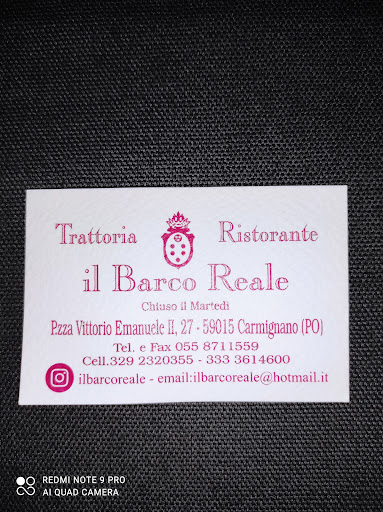 Trattoria Ristorante
il Barco Reale
Chiuso il Martedì
P.zza Vittorio Emanuele II, 27 - 59015 Carmignano (PO)
Tel. e Fax 055 8711559
Cell.329 2320355 - 333 3614600
ilbarcoreale - email:ilbarcoreale@hotmail.it
REDMI NOTE 9 PRO
AI QUAD CAMERA